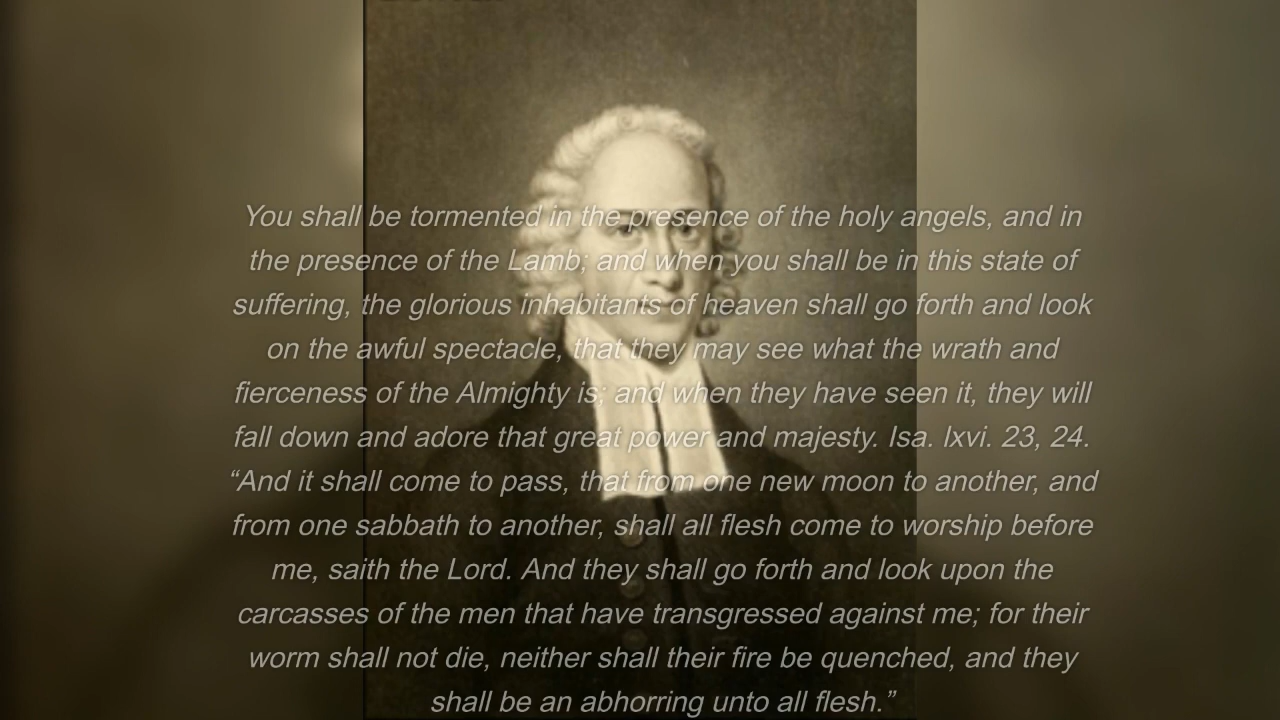 You shall be tormented in the presence of the holy angels, and in
the presence of the Lamb; and when you shall be in this state of
suffering, the glorious inhabitants of heaven shall go forth and look
on the awful spectacle, that they may see what the wrath and
fierceness of the Almighty is; and when they have seen it, they will
fall down and adore that great power and majesty. Isa. lxvi. 23, 24.
“And it shall come to pass, that from one new moon to another, and
from one sabbath to another, shall all flesh come to worship before
me, saith the Lord. And they shall go forth and look upon the
carcasses of the men that have transgressed against me; for their
worm shall not die, neither shall their fire be quenched, and they
shall be an abhorring unto all flesh.”